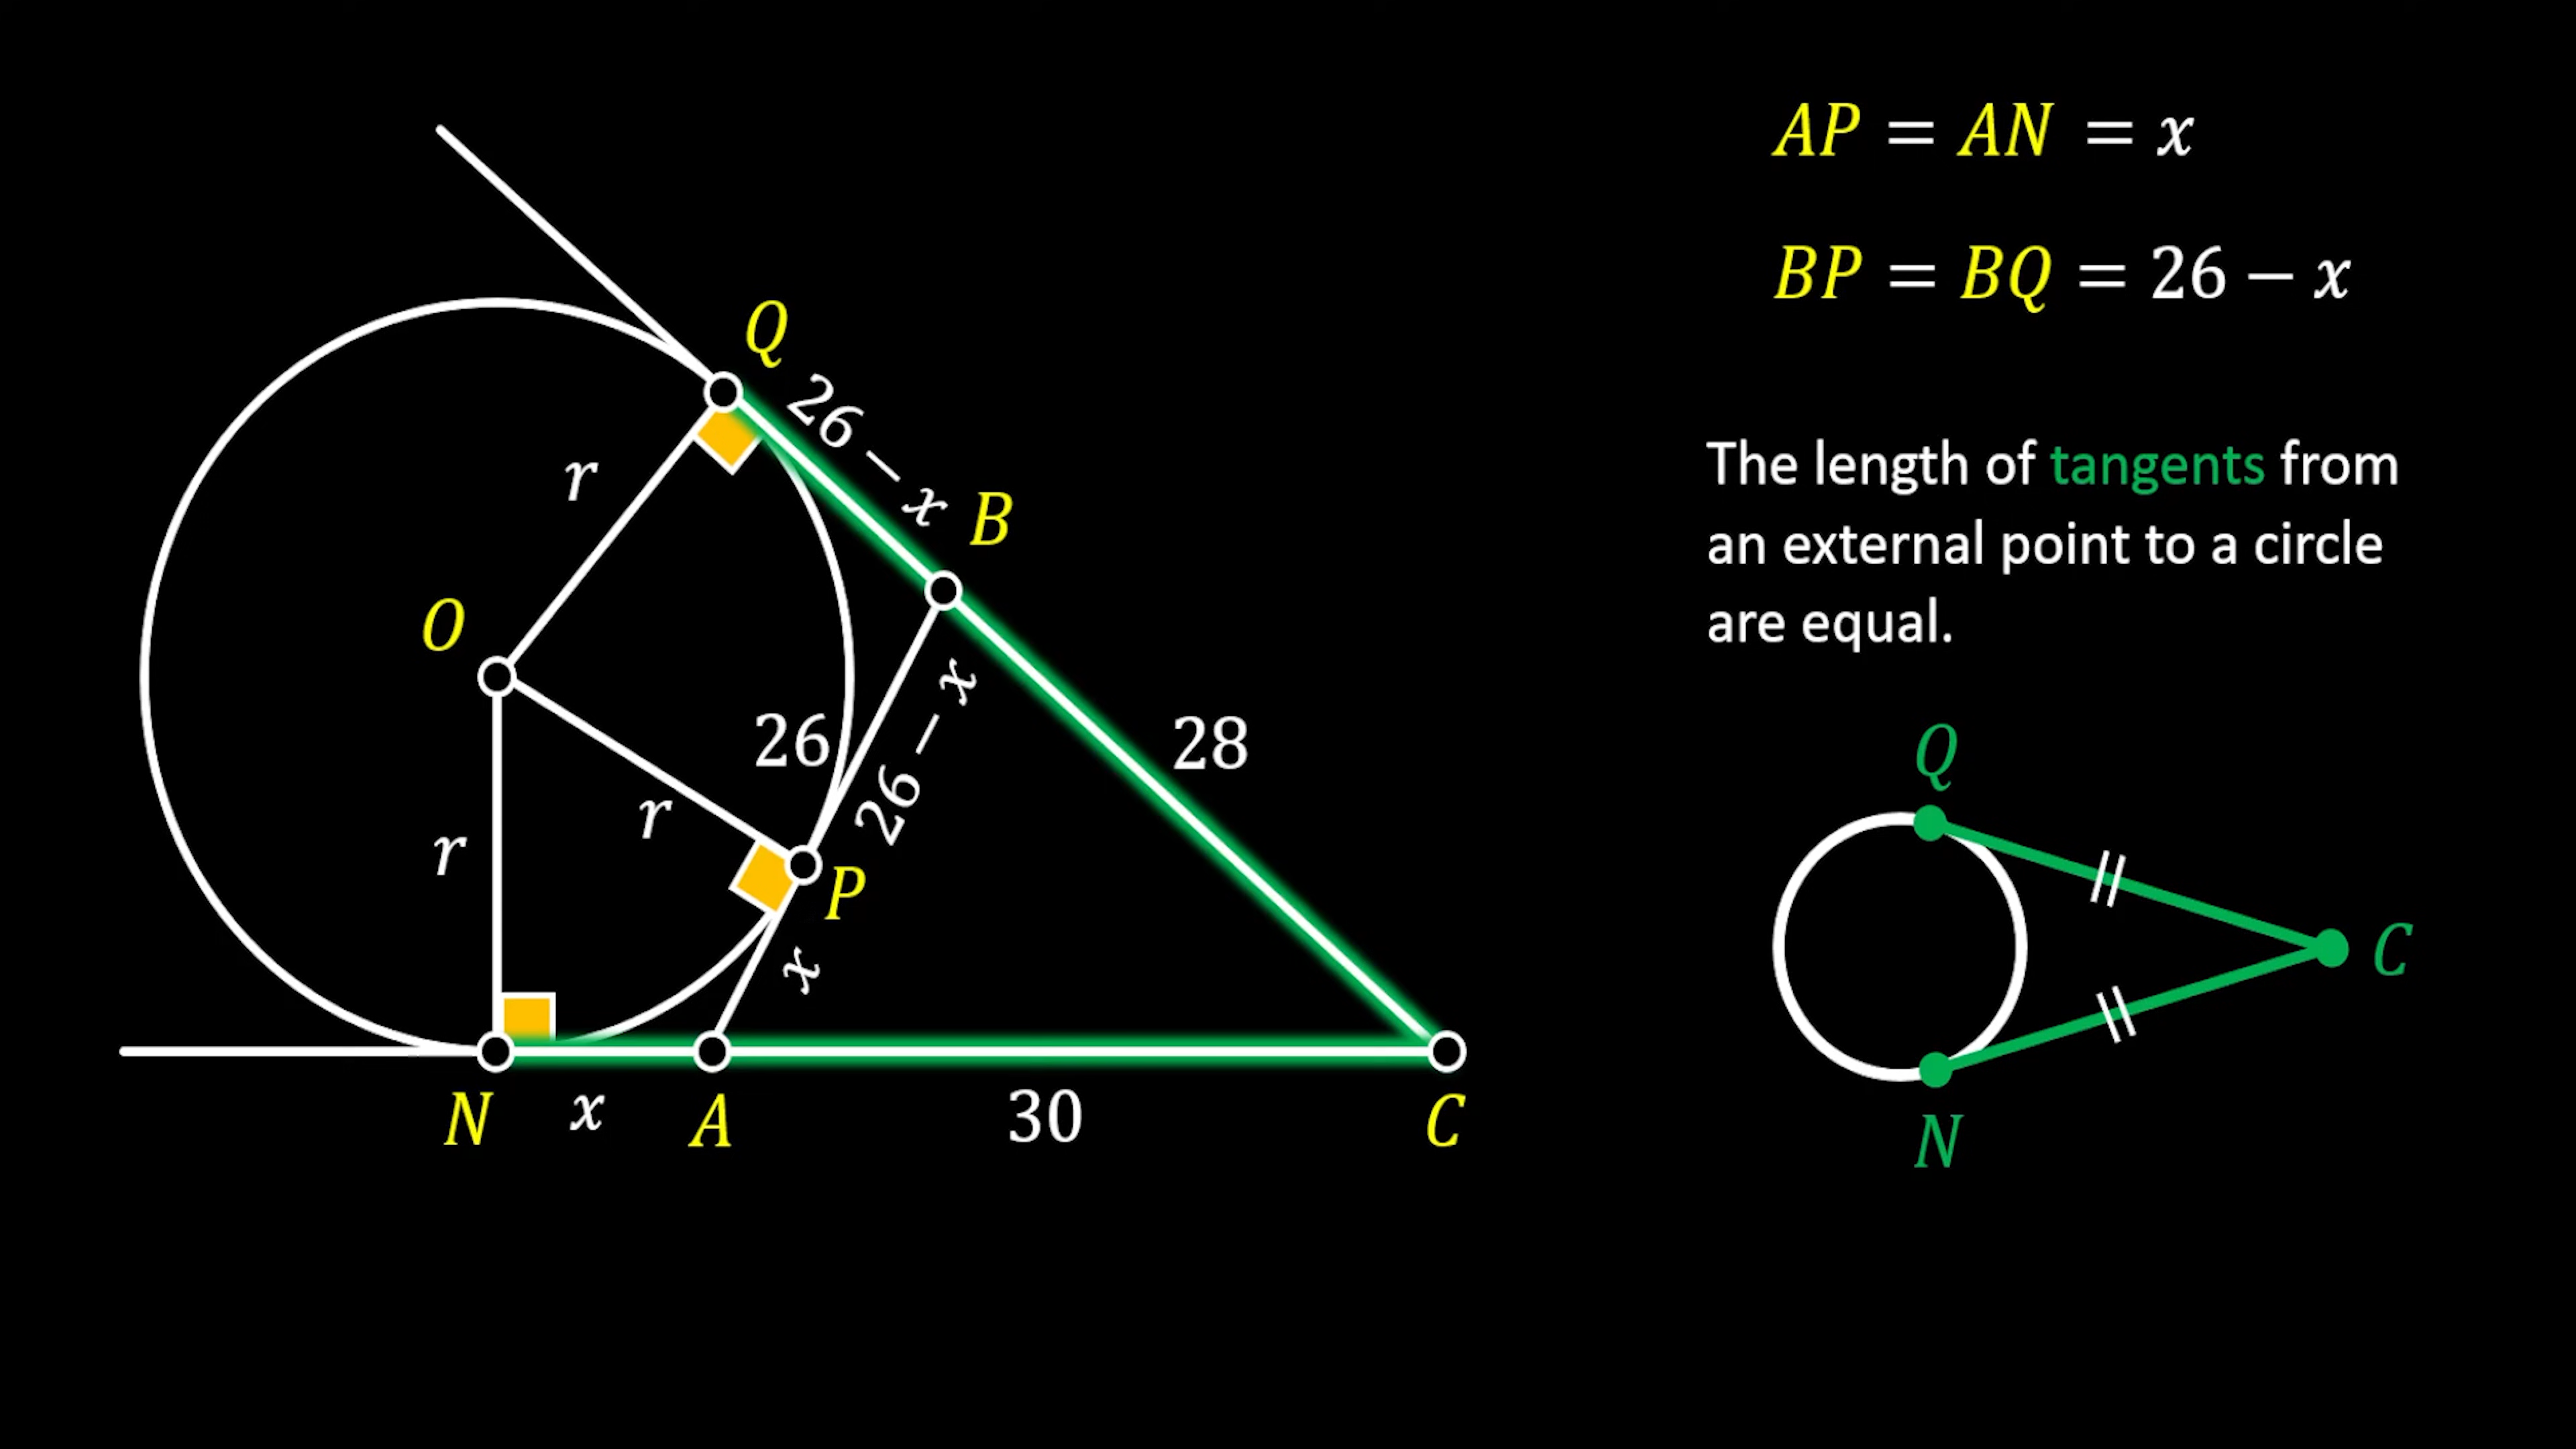 AP = AN = x
BP = BQ = 26 − x
The length of tangents from
an external point to a circle
are equal.
Q
26 − x
B
r
O
26
26 − x
28
r
r
P
x
N
x
A
30
C
Q
C
N